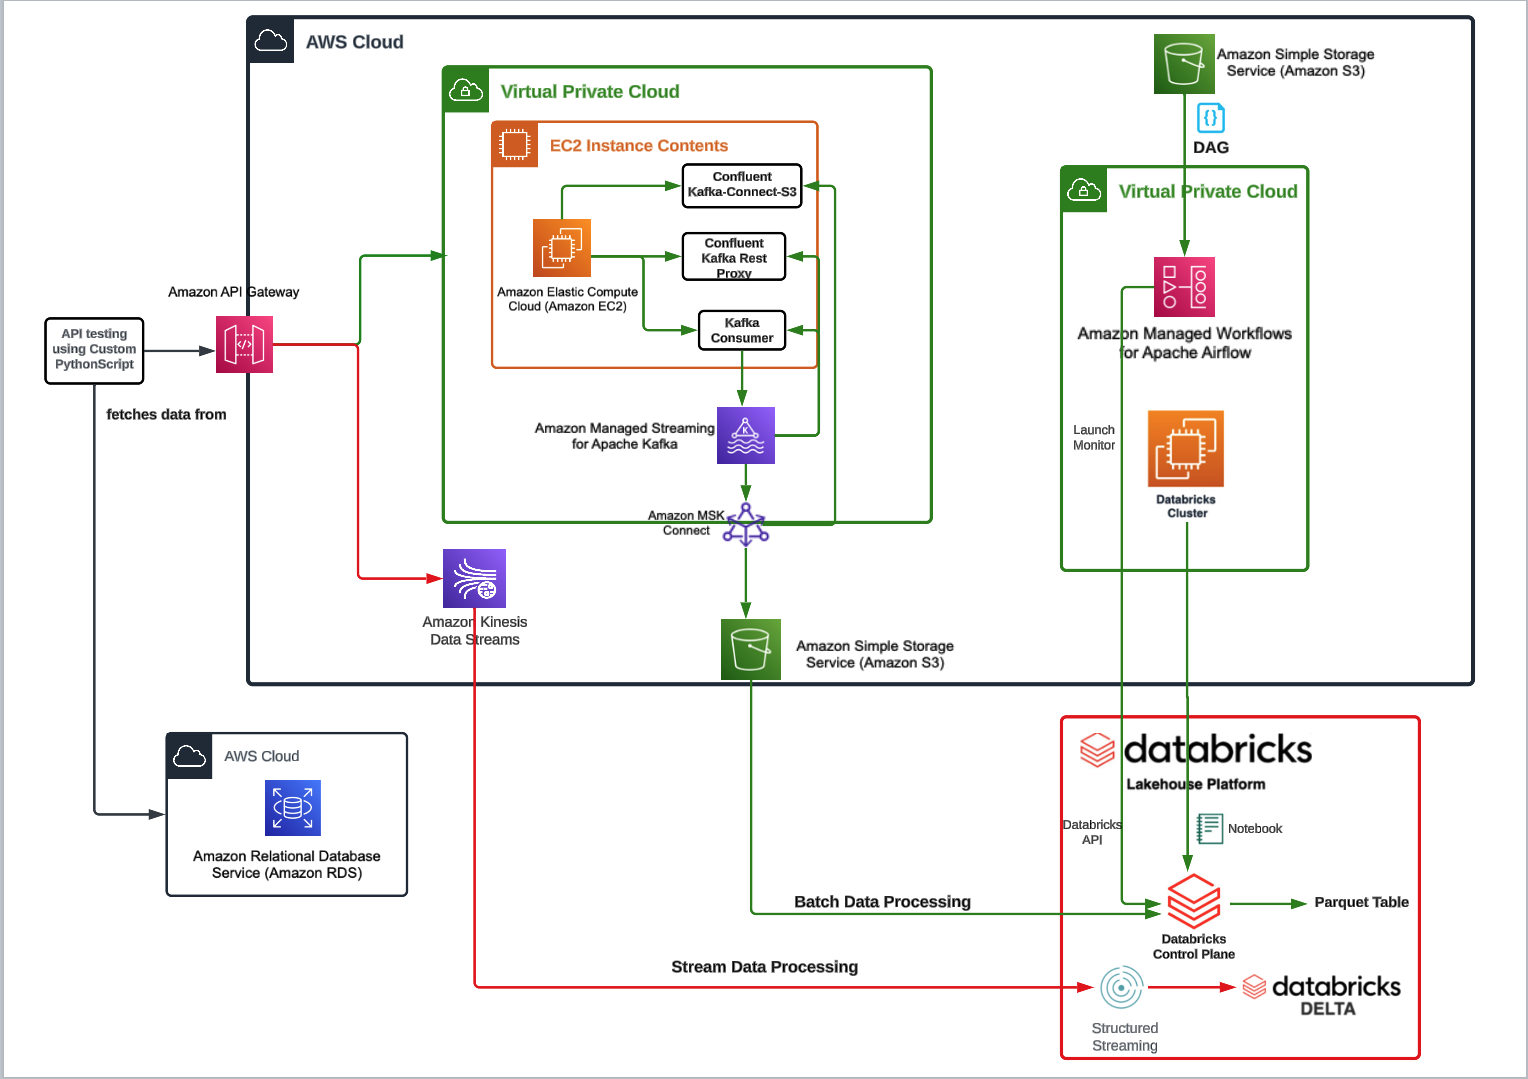 AWS Cloud
Amazon Simple Storage
Service (Amazon S3)
{}
DAG
Virtual Private Cloud
EC2 Instance Contents
Confluent
Kafka-Connect-S3
Confluent
Kafka Rest
Proxy
Amazon Elastic Compute
Cloud (Amazon EC2)
Kafka
Consumer
Virtual Private Cloud
Amazon API Gateway
</>
API testing
using Custom
PythonScript
fetches data from
Amazon Managed Workflows
for Apache Airflow
K
Amazon Managed Streaming
for Apache Kafka
Launch
Monitor
Databricks
Cluster
Amazon MSK
Connect
Amazon Kinesis
Data Streams
Amazon Simple Storage
Service (Amazon S3)
AWS Cloud
Amazon Relational Database
Service (Amazon RDS)
databricks
Lakehouse Platform
Databricks
API
Notebook
Batch Data Processing
Parquet Table
Databricks
Control Plane
Stream Data Processing
databricks
DELTA
Structured
Streaming